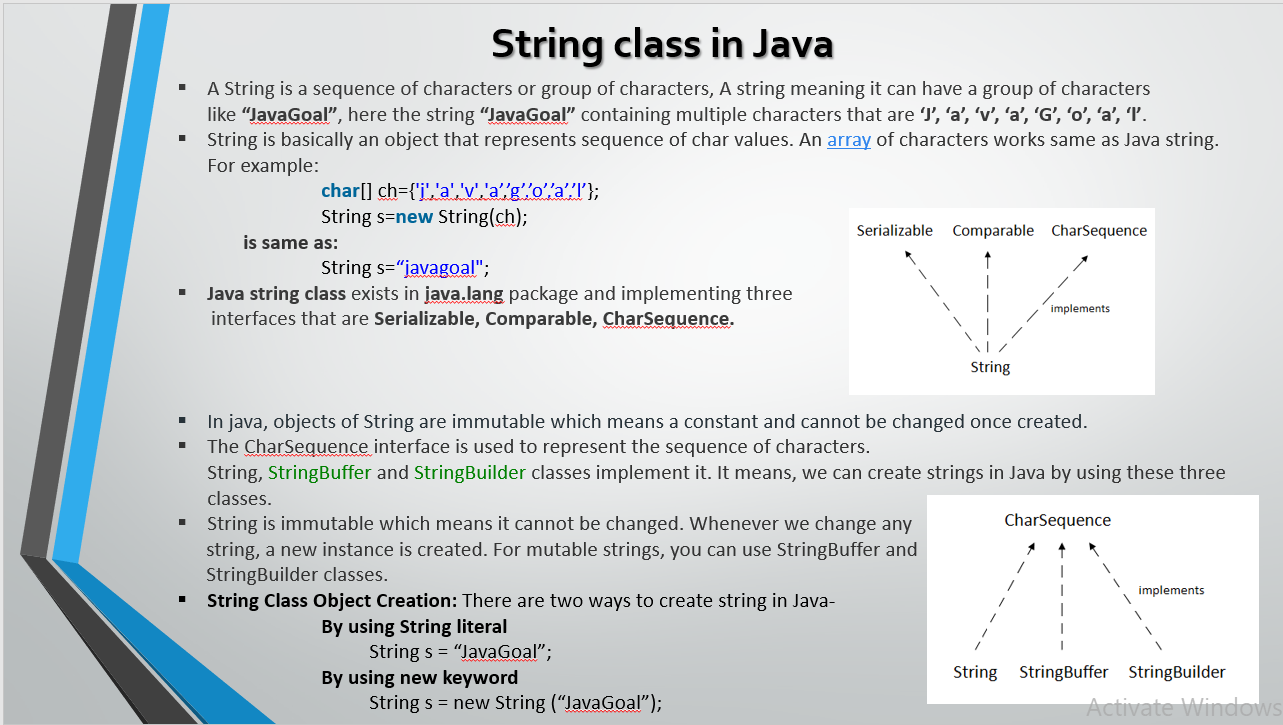 String class in Java
▪ A String is a sequence of characters or group of characters, A string meaning it can have a group of characters
like “JavaGoal”, here the string “JavaGoal” containing multiple characters that are ‘J’, ‘a’, ‘v’, ‘a’, ‘G’, ‘o’, ‘a’, ‘l’.
▪ String is basically an object that represents sequence of char values. An array of characters works same as Java string.
For example:
char[] ch={'j','a','v','a’,’g’,’o’,’a’,’l’};
String s=new String(ch);
is same as:
String s=“javagoal";
▪ Java string class exists in java.lang package and implementing three
interfaces that are Serializable, Comparable, CharSequence.
Serializable Comparable CharSequence
implements
String
▪ In java, objects of String are immutable which means a constant and cannot be changed once created.
▪ The CharSequence interface is used to represent the sequence of characters.
String, StringBuffer and StringBuilder classes implement it. It means, we can create strings in Java by using these three
classes.
▪ String is immutable which means it cannot be changed. Whenever we change any
string, a new instance is created. For mutable strings, you can use StringBuffer and
StringBuilder classes.
▪ String Class Object Creation: There are two ways to create string in Java-
By using String literal
String s = “JavaGoal”;
By using new keyword
String s = new String (“JavaGoal”);
CharSequence
implements
String StringBuffer StringBuilder
Activate Windows